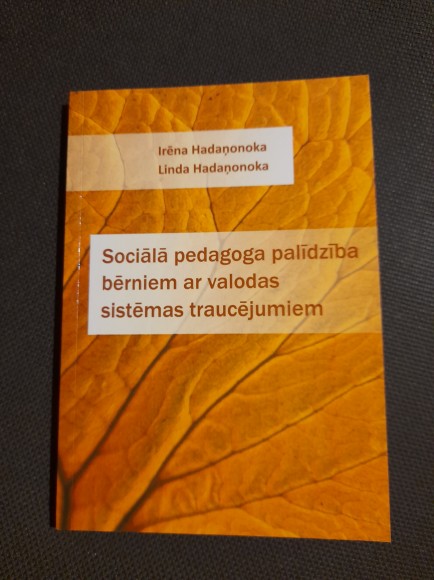 Irēna Hadaņonoka
Linda Hadaņonoka
Sociālā pedagoga palīdzība
bērniem ar valodas
sistēmas traucējumiem